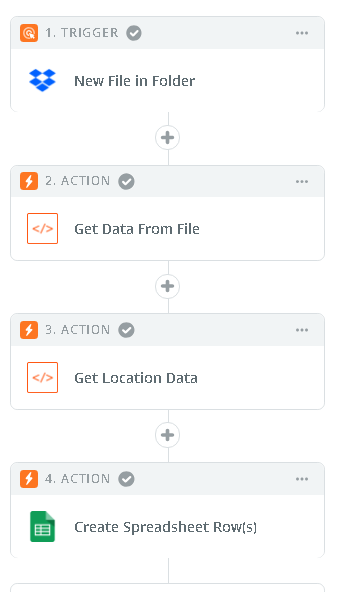 1. TRIGGER
New File in Folder
2. ACTION
</>
Get Data From File
3. ACTION
</>
Get Location Data
4. ACTION
Create Spreadsheet Row(s)